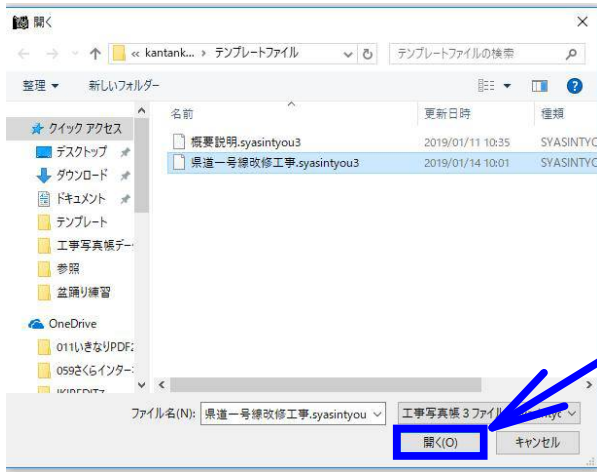 開く
« kantank... › テンプレートファイル
テンプレートファイルの検索
整理
新しいフォルダー
名前
更新日時
種類
クイック アクセス
デスクトップ
ダウンロード
ドキュメント
テンプレート
工事写真帳デー
参照
盆踊り練習
OneDrive
011いきなりPDF
059さくらインター
概要説明.syasintyou3
2019/01/11 10:35
SYASINTYO
県道一号線改修工事.syasintyou3
2019/01/14 10:01
SYASINTYO
ファイル名(N):
県道一号線改修工事.syasintyou
工事写真帳 3 ファイル
開く(O)
キャンセル